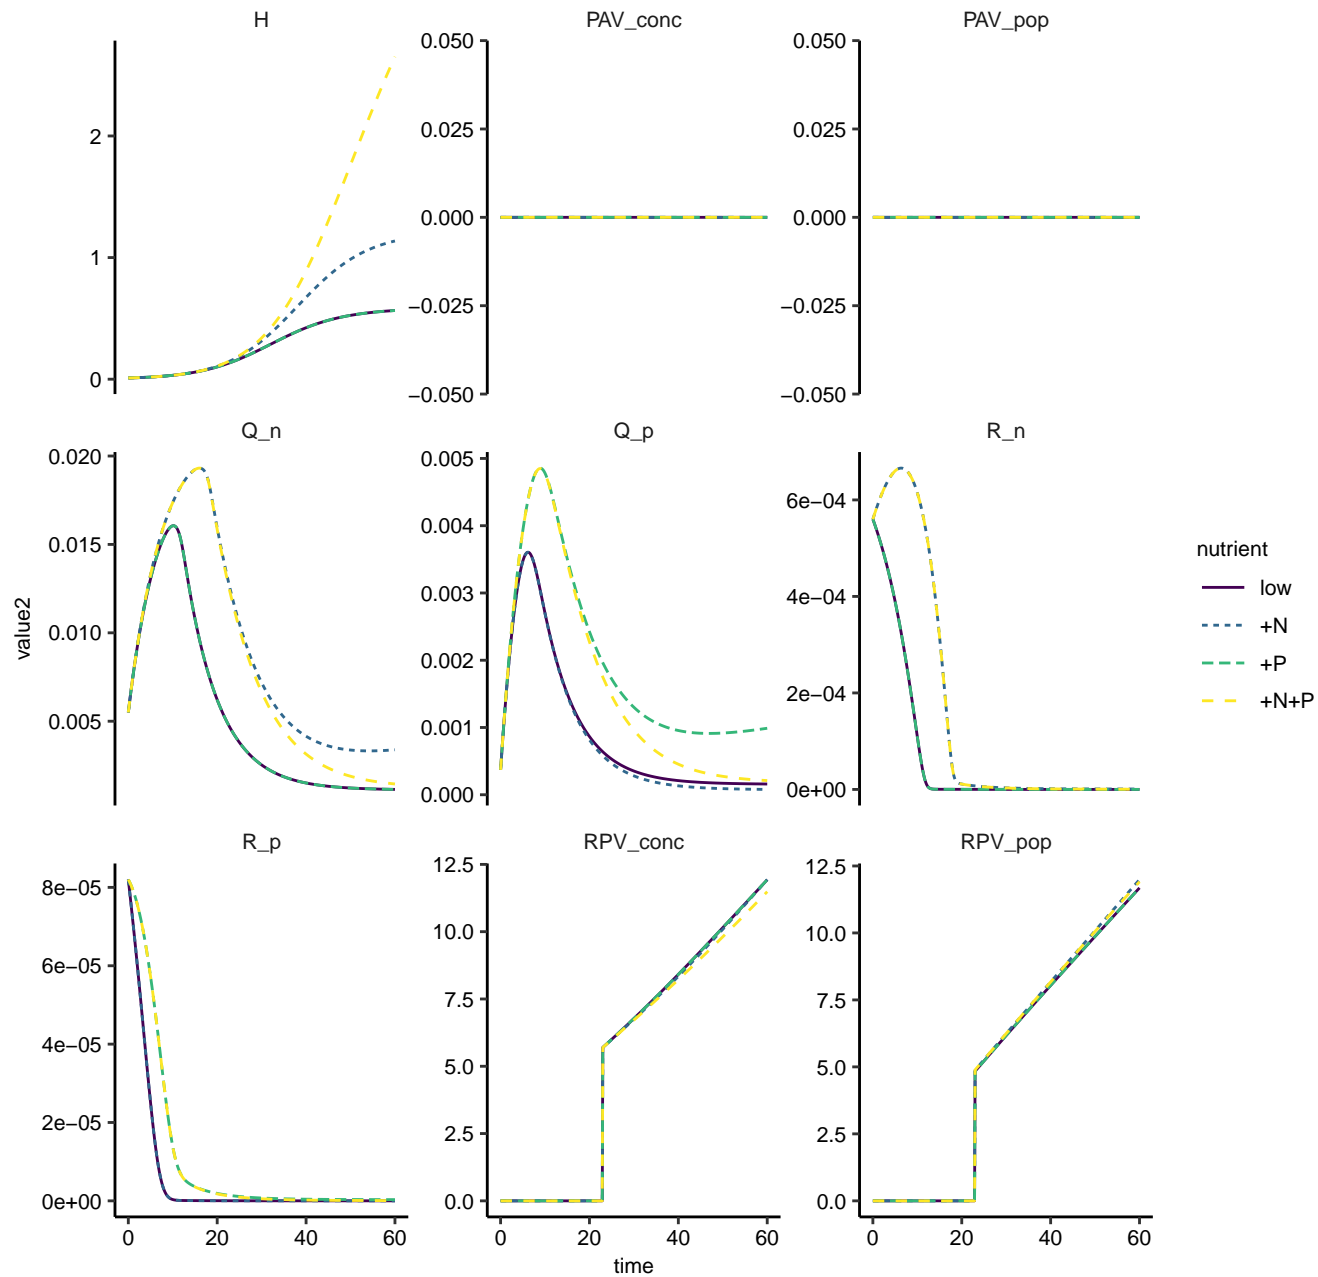 H
PAV_conc
PAV_pop
2
1
0
0.050
0.025
0.000
−0.025
−0.050
0.050
0.025
0.000
−0.025
−0.050
Q_n
Q_p
R_n
0.020
0.015
0.010
0.005
0.005
0.004
0.003
0.002
0.001
0.000
6e−04
4e−04
2e−04
0e+00
R_p
RPV_conc
RPV_pop
8e−05
6e−05
4e−05
2e−05
0e+00
12.5
10.0
7.5
5.0
2.5
0.0
12.5
10.0
7.5
5.0
2.5
0.0
0 20 40 60
0 20 40 60
0 20 40 60
time
value2
nutrient
low
+N
+P
+N+P